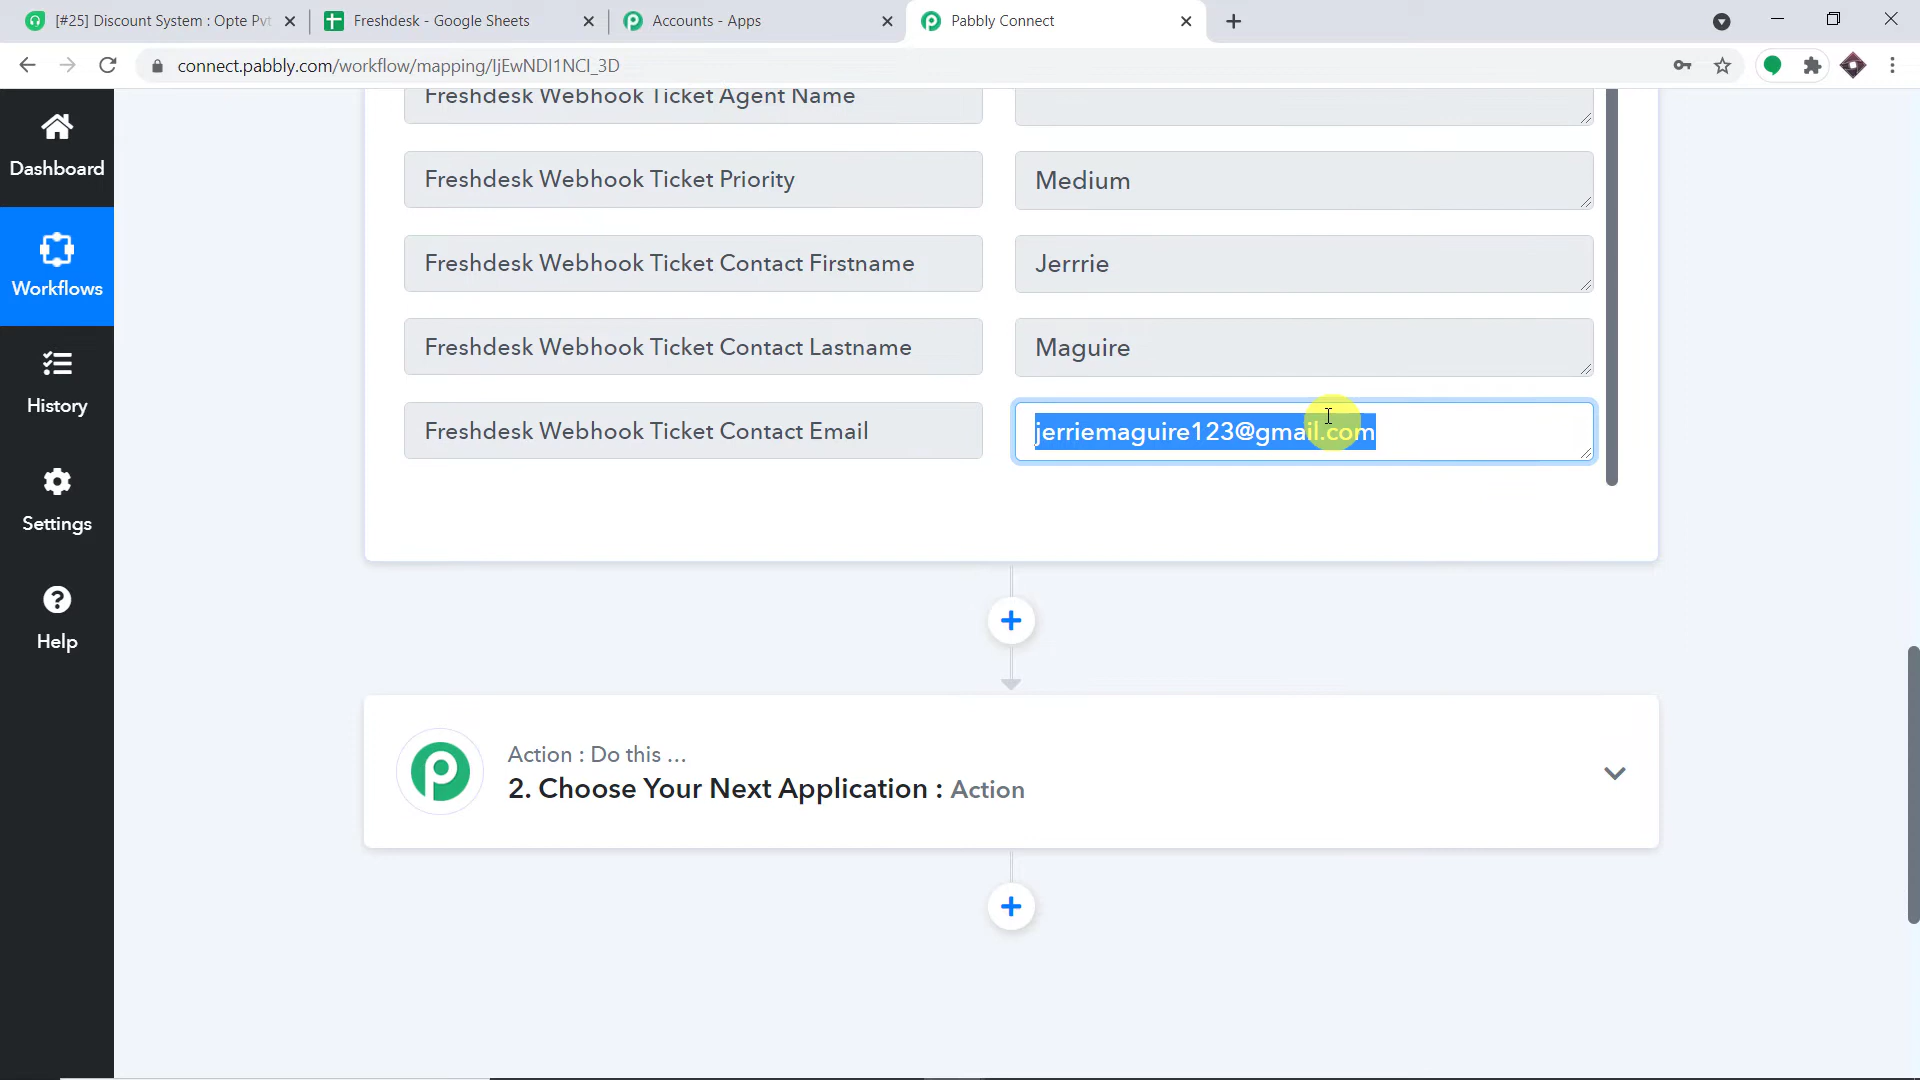 [#25] Discount System : Opte Pvt
Freshdesk - Google Sheets
Accounts - Apps
Pabbly Connect
connect.pabbly.com/workflow/mapping/IjEwNDI1NCI_3D
Dashboard
Workflows
History
Settings
Help
Freshdesk Webhook Ticket Agent Name
Freshdesk Webhook Ticket Priority
Medium
Freshdesk Webhook Ticket Contact Firstname
Jerrrie
Freshdesk Webhook Ticket Contact Lastname
Maguire
Freshdesk Webhook Ticket Contact Email
jerriemaguire123@gmail.com
Action : Do this ...
2. Choose Your Next Application : Action